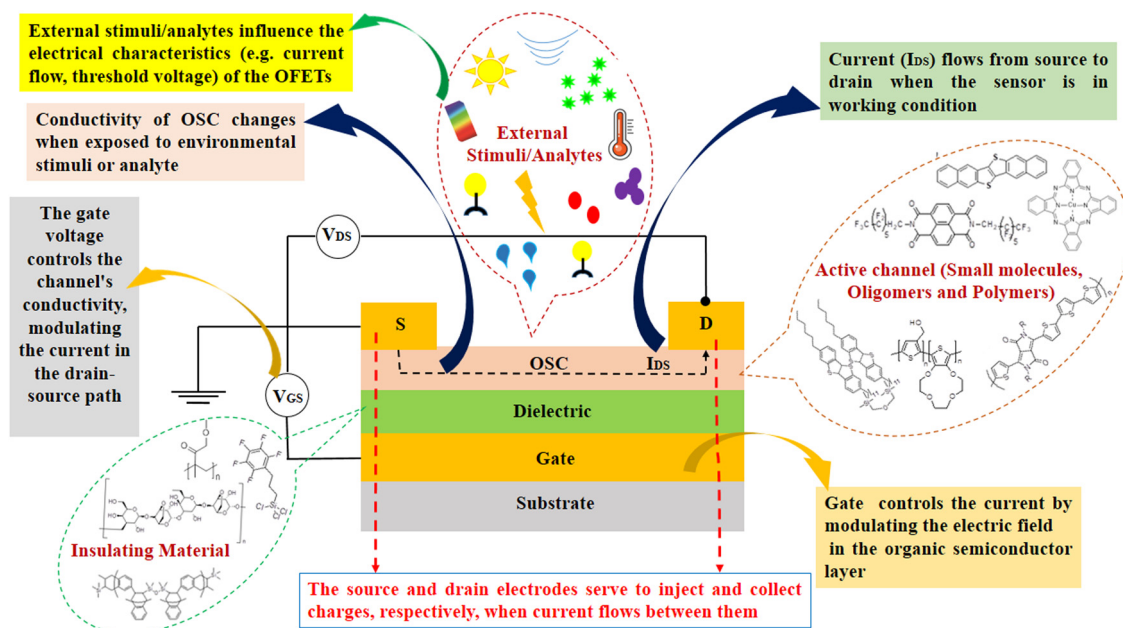 External stimuli/analytes influence the
electrical characteristics (e.g. current
flow, threshold voltage) of the OFETs
Conductivity of OSC changes
when exposed to environmental
stimuli or analyte
The gate
voltage
controls the
channel's
conductivity,
modulating
the current in
the drain-
source path
External
Stimuli/Analytes
Current (IDS) flows from source to
drain when the sensor is in
working condition
Active channel (Small molecules,
Oligomers and Polymers)
VDS
VGS
S
D
OSC
IDS
Dielectric
Gate
Substrate
Insulating Material
Gate controls the current by
modulating the electric field
in the organic semiconductor
layer
The source and drain electrodes serve to inject and collect
charges, respectively, when current flows between them